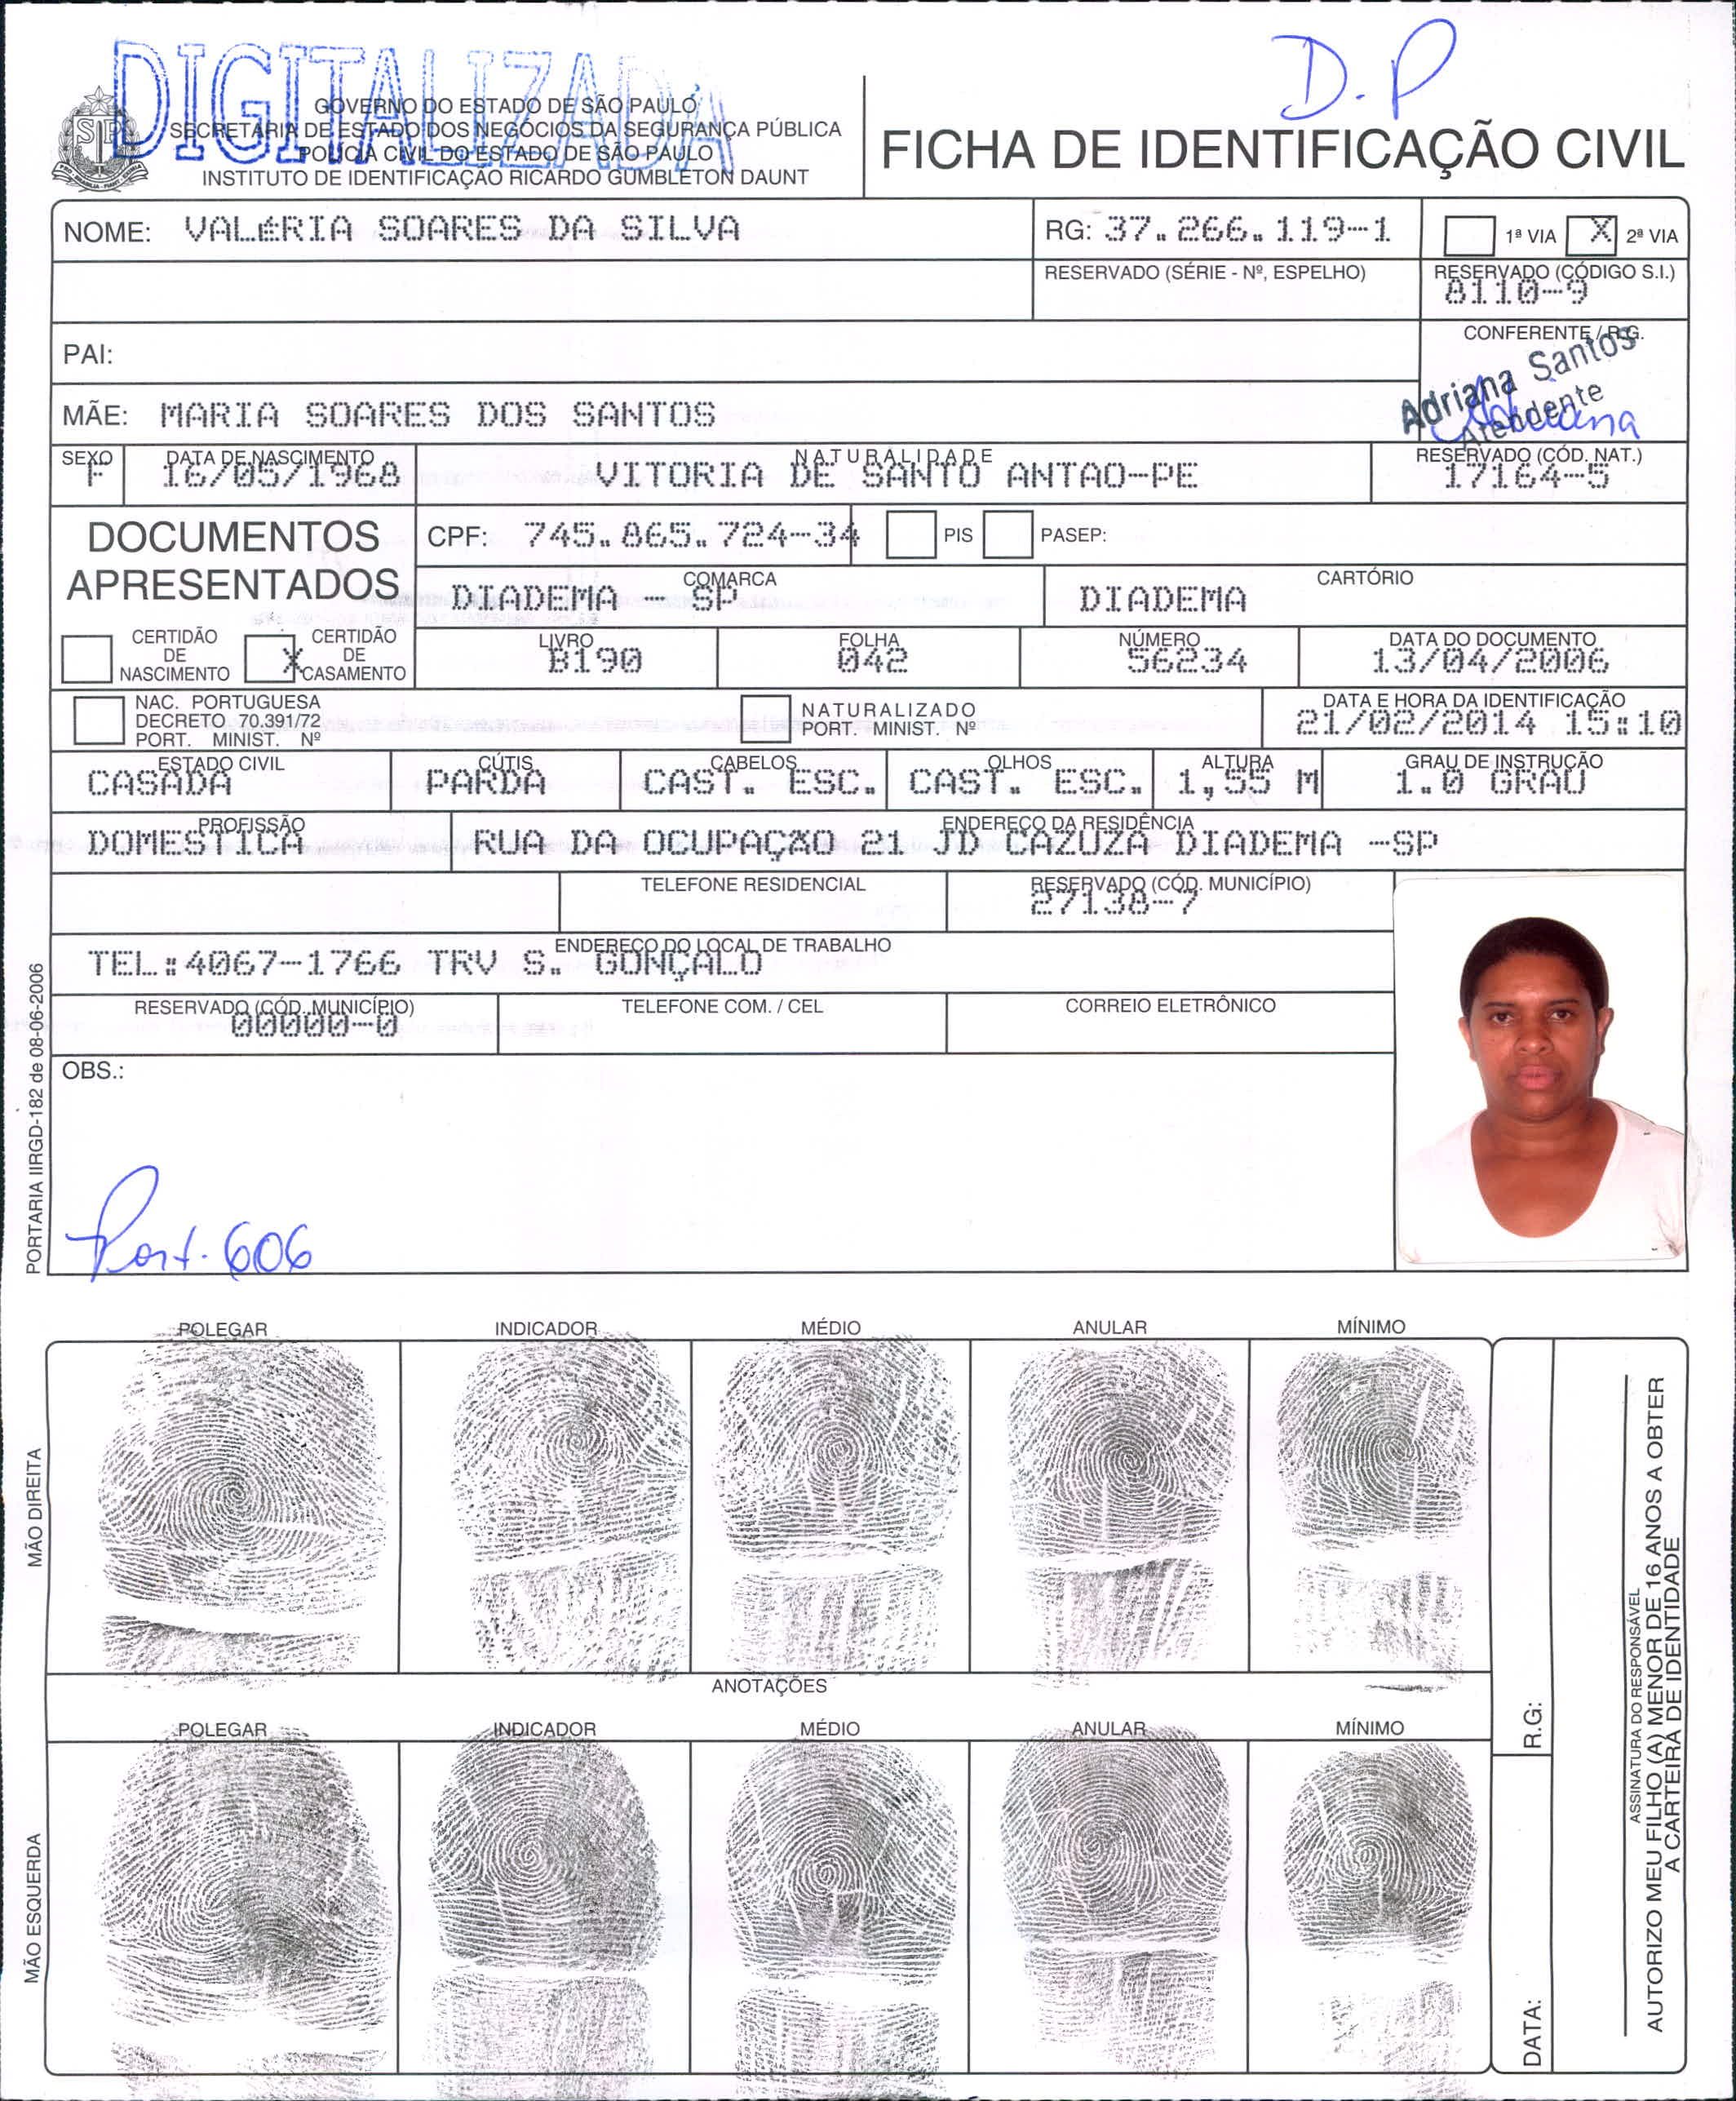 DIGITALIZADA
D.P
GOVERNO DO ESTADO DE SÃO PAULO
SECRETARIA DE ESTADO DOS NEGÓCIOS DA SEGURANÇA PÚBLICA
POLÍCIA CIVIL DO ESTADO DE SÃO PAULO
INSTITUTO DE IDENTIFICAÇÃO RICARDO GUMBLETON DAUNT
FICHA DE IDENTIFICAÇÃO CIVIL
NOME: VALéRIA SOARES DA SILVA RG: 37.266.119-1 1ª VIA X 2ª VIA
RESERVADO (SÉRIE - Nº, ESPELHO) RESERVADO (CÓDIGO S.I.)
8110-9
PAI: CONFERENTE / R.G.
Adriana Santos
Atendente
MÃE: MARIA SOARES DOS SANTOS
SEXO DATA DE NASCIMENTO NATURALIDADE RESERVADO (CÓD. NAT.)
F 16/05/1968 VITORIA DE SANTO ANTAO-PE 17164-5
DOCUMENTOS APRESENTADOS
CPF: 745.865.724-34 PIS PASEP:
COMARCA CARTÓRIO
DIADEMA - SP DIADEMA
CERTIDÃO DE NASCIMENTO X CERTIDÃO DE CASAMENTO
LIVRO FOLHA NÚMERO DATA DO DOCUMENTO
B190 042 56234 13/04/2006
NAC. PORTUGUESA
DECRETO 70.391/72
PORT. MINIST. Nº
NATURALIZADO
PORT. MINIST. Nº
DATA E HORA DA IDENTIFICAÇÃO
21/02/2014 15:10
ESTADO CIVIL CÚTIS CABELOS OLHOS ALTURA GRAU DE INSTRUÇÃO
CASADA PARDA CAST. ESC. CAST. ESC. 1,55 M 1.0 GRAU
PROFISSÃO ENDEREÇO DA RESIDÊNCIA
DOMESTICA RUA DA OCUPAÇÃO 21 JD CAZUZA DIADEMA -SP
TELEFONE RESIDENCIAL RESERVADO (CÓD. MUNICÍPIO)
27138-7
ENDEREÇO DO LOCAL DE TRABALHO
TEL:4067-1766 TRV S. GONÇALO
RESERVADO (CÓD. MUNICÍPIO) TELEFONE COM. / CEL CORREIO ELETRÔNICO
00000-0
OBS.:
Port. 606
PORTARIA IIRGD-182 de 08-06-2006
POLEGAR INDICADOR MÉDIO ANULAR MÍNIMO
MÃO DIREITA
ANOTAÇÕES
POLEGAR INDICADOR MÉDIO ANULAR MÍNIMO
MÃO ESQUERDA
R.G.:
DATA:
ASSINATURA DO RESPONSÁVEL
AUTORIZO MEU FILHO (A) MENOR DE 16 ANOS A OBTER
A CARTEIRA DE IDENTIDADE